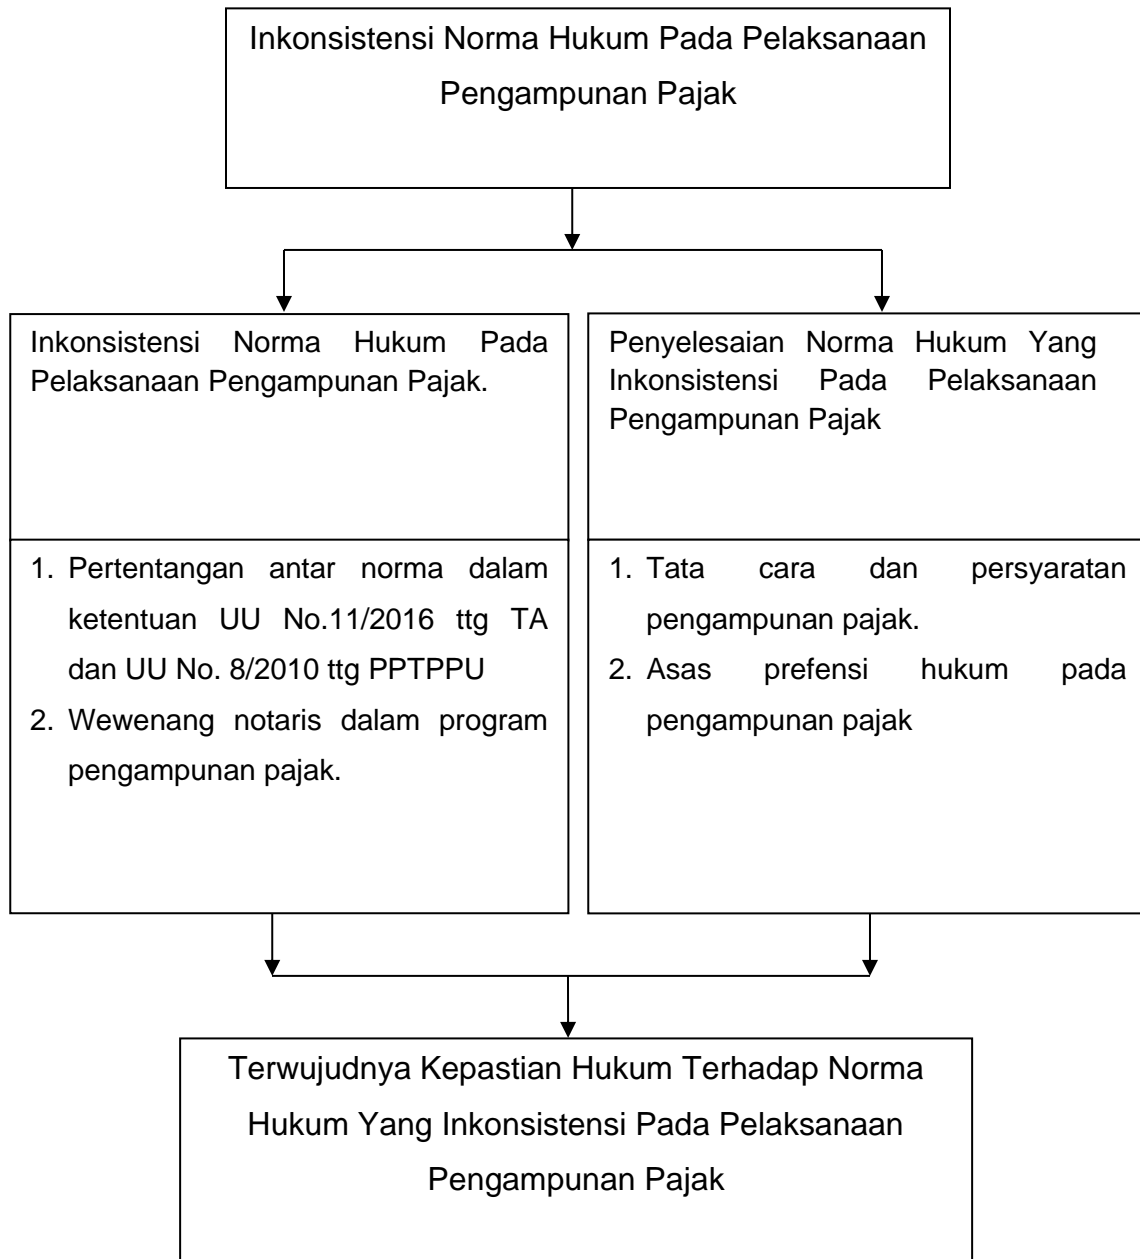 Inkonsistensi Norma Hukum Pada Pelaksanaan
Pengampunan Pajak
Inkonsistensi Norma Hukum Pada
Pelaksanaan Pengampunan Pajak.
Penyelesaian Norma Hukum Yang
Inkonsistensi Pada Pelaksanaan
Pengampunan Pajak
1. Pertentangan antar norma dalam
ketentuan UU No.11/2016 ttg TA
dan UU No. 8/2010 ttg PPTPPU
2. Wewenang notaris dalam program
pengampunan pajak.
1. Tata cara dan persyaratan
pengampunan pajak.
2. Asas prefensi hukum pada
pengampunan pajak
Terwujudnya Kepastian Hukum Terhadap Norma
Hukum Yang Inkonsistensi Pada Pelaksanaan
Pengampunan Pajak